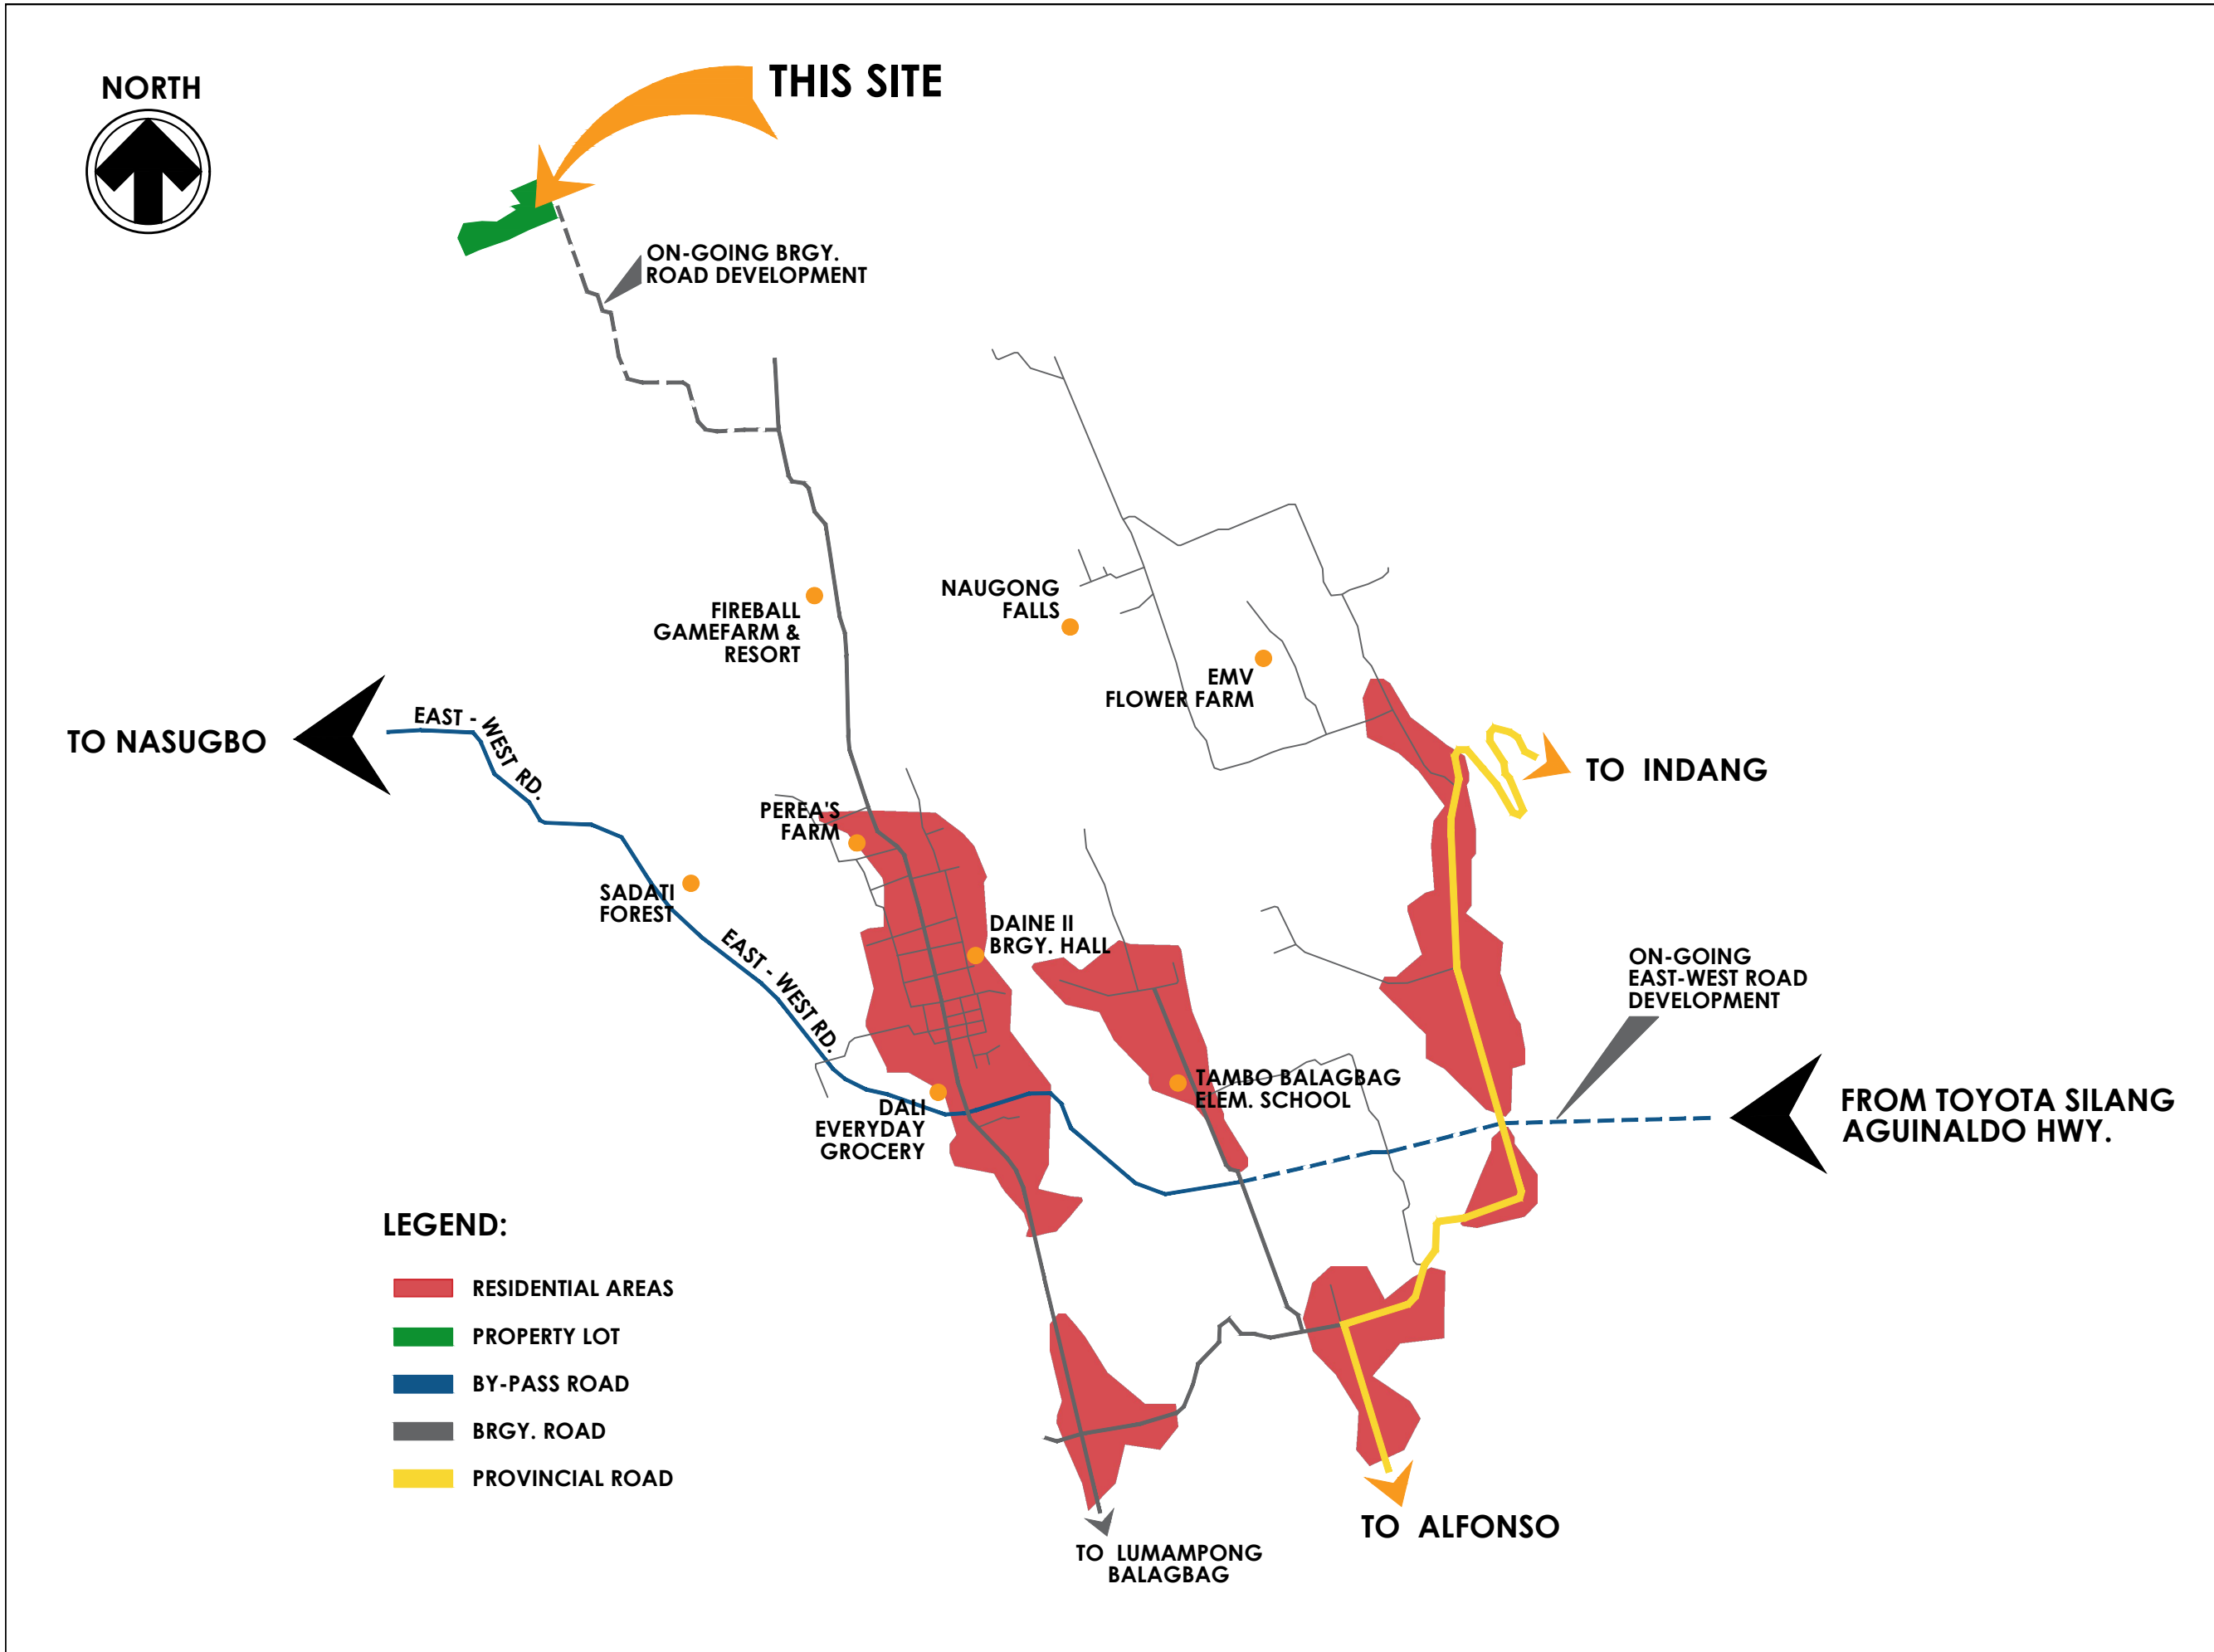 NORTH
THIS SITE
ON-GOING BRGY.
ROAD DEVELOPMENT
FIREBALL
GAMEFARM &
RESORT
NAUGONG
FALLS
EMV
FLOWER FARM
TO NASUGBO
EAST - WEST RD.
TO  INDANG
PEREA'S
FARM
SADATI
FOREST
EAST - WEST RD.
DAINE II
BRGY. HALL
ON-GOING
EAST-WEST ROAD
DEVELOPMENT
TAMBO BALAGBAG
ELEM. SCHOOL
DALI
EVERYDAY
GROCERY
FROM TOYOTA SILANG
AGUINALDO HWY.
LEGEND:
RESIDENTIAL AREAS
PROPERTY LOT
BY-PASS ROAD
BRGY. ROAD
PROVINCIAL ROAD
TO  ALFONSO
TO  LUMAMPONG
BALAGBAG